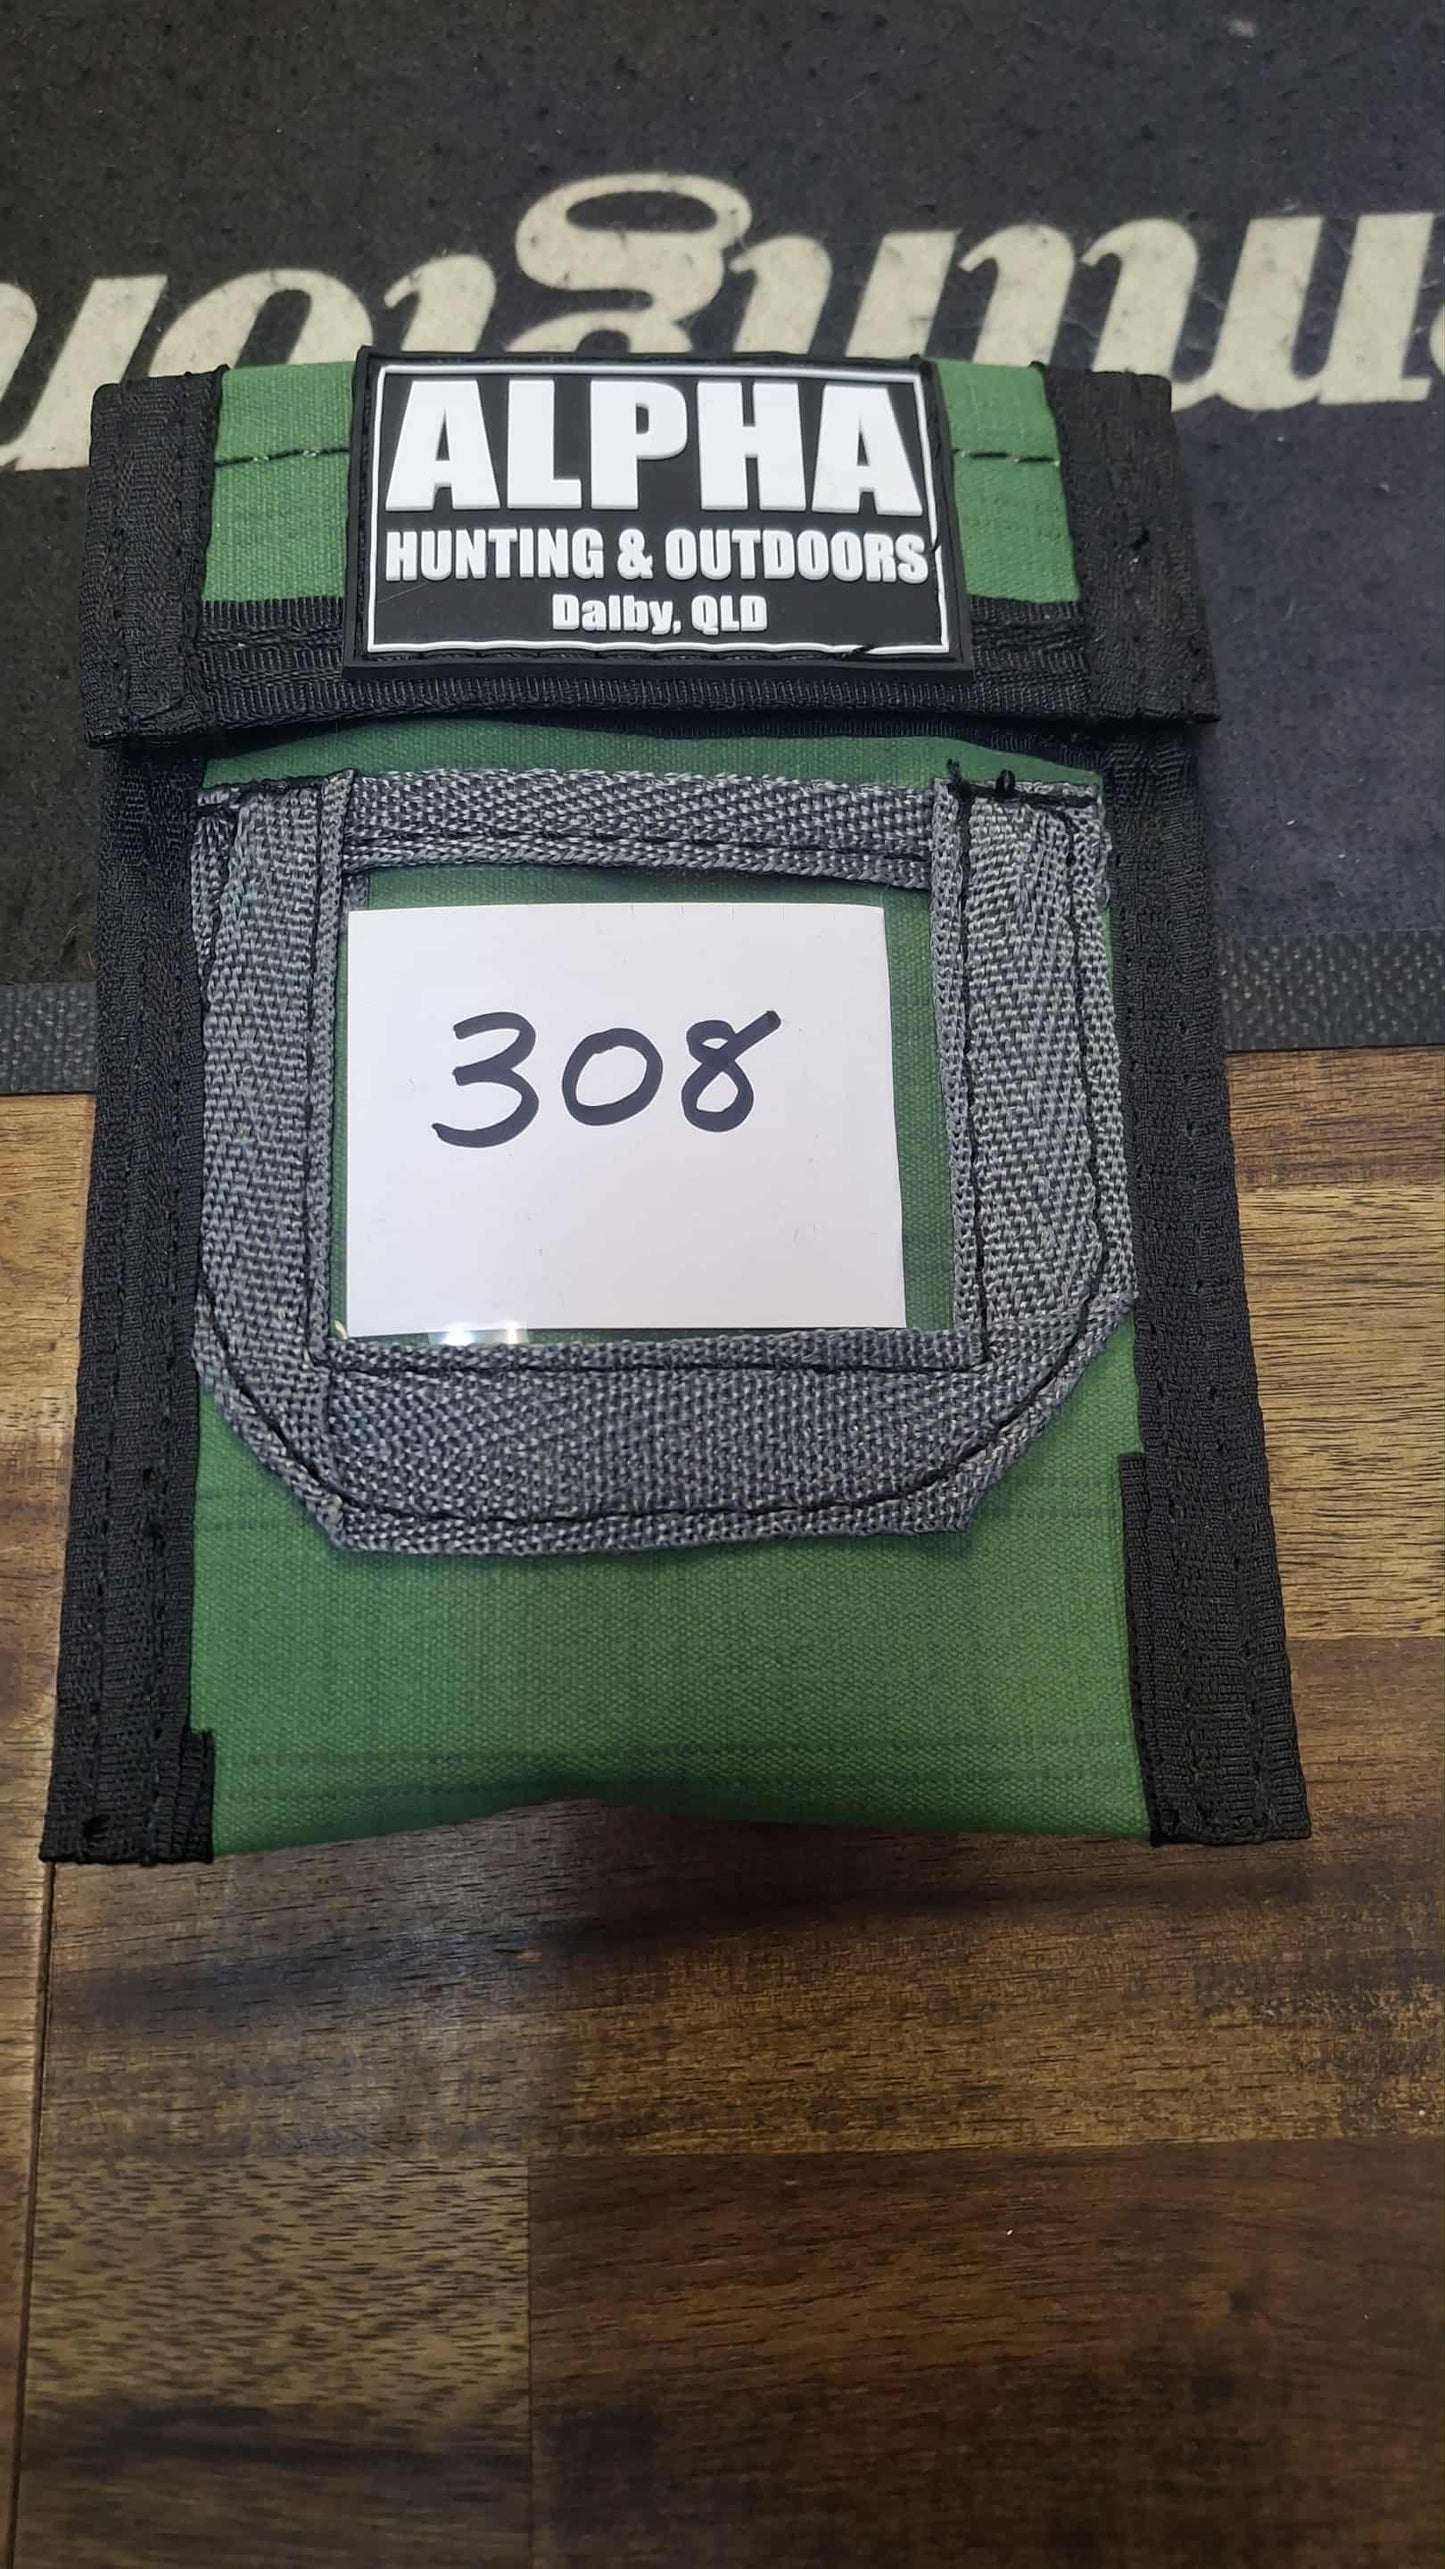 ALPHA
HUNTING & OUTDOORS
Dalby, QLD
308